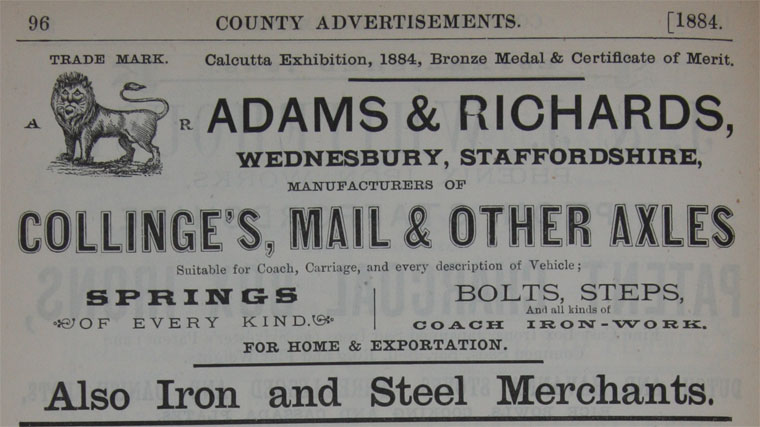 96 COUNTY ADVERTISEMENTS. [1884.
TRADE MARK. Calcutta Exhibition, 1884, Bronze Medal & Certificate of Merit.
A R ADAMS & RICHARDS,
WEDNESBURY, STAFFORDSHIRE,
MANUFACTURERS OF
COLLINGE'S, MAIL & OTHER AXLES
Suitable for Coach, Carriage, and every description of Vehicle;
SPRINGS
OF EVERY KIND.
BOLTS, STEPS,
And all kinds of
COACH IRON-WORK.
FOR HOME & EXPORTATION.
Also Iron and Steel Merchants.